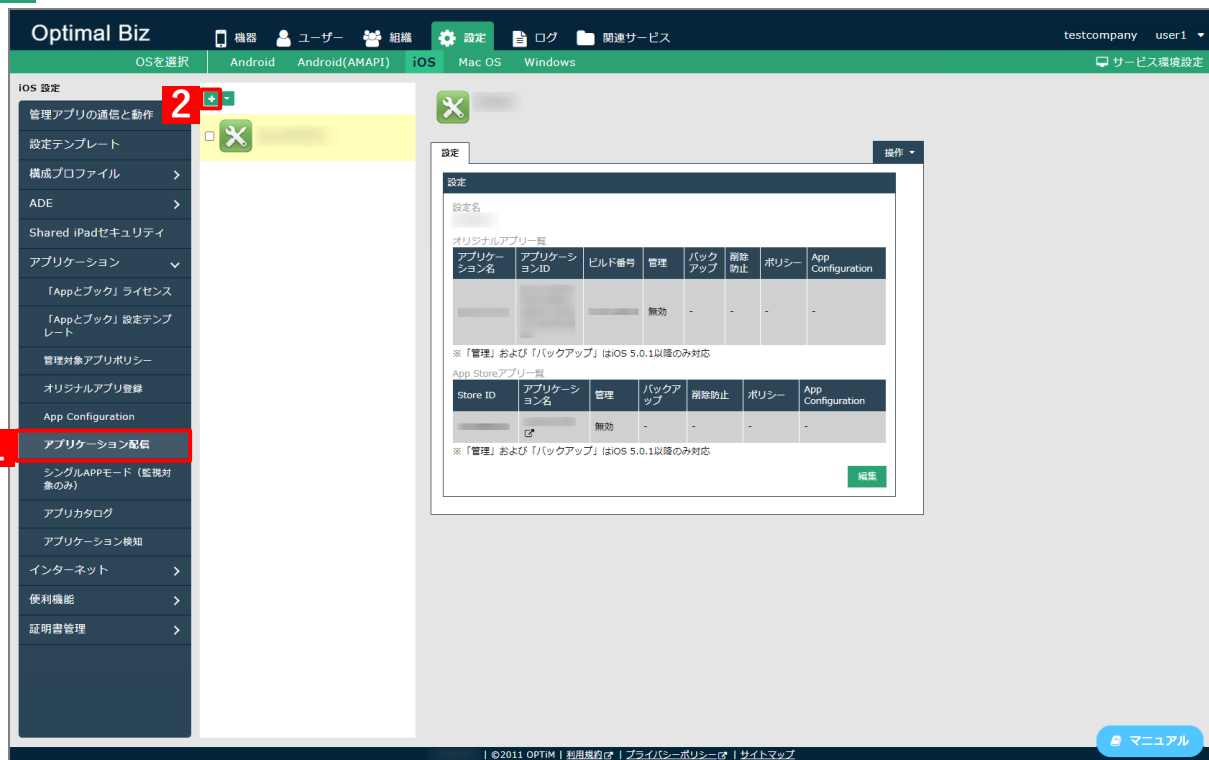 Optimal Biz
機器
ユーザー
組織
設定
ログ
関連サービス
testcompany user1
OSを選択
Android
Android(AMAPI)
iOS
Mac OS
Windows
サービス環境設定
iOS 設定
管理アプリの通信と動作
設定テンプレート
構成プロファイル
ADE
Shared iPadセキュリティ
アプリケーション
「Appとブック」ライセンス
「Appとブック」設定テンプ
レート
管理対象アプリポリシー
オリジナルアプリ登録
App Configuration
アプリケーション配信
シングルAPPモード（監視対
象のみ）
アプリカタログ
アプリケーション検知
インターネット
便利機能
証明書管理
2
設定
操作
設定
設定名
オリジナルアプリ一覧
アプリケー
ション名
アプリケーシ
ョンID
ビルド番号
管理
バック
アップ
削除
防止
ポリシー
App
Configuration
無効
-
-
-
-
※「管理」および「バックアップ」はiOS 5.0.1以降のみ対応
App Storeアプリ一覧
Store ID
アプリケーシ
ョン名
管理
バックア
ップ
削除防止
ポリシー
App
Configuration
無効
-
-
-
-
※「管理」および「バックアップ」はiOS 5.0.1以降のみ対応
編集
マニュアル
| ©2011 OPTiM | 利用規約 | プライバシーポリシー | サイトマップ